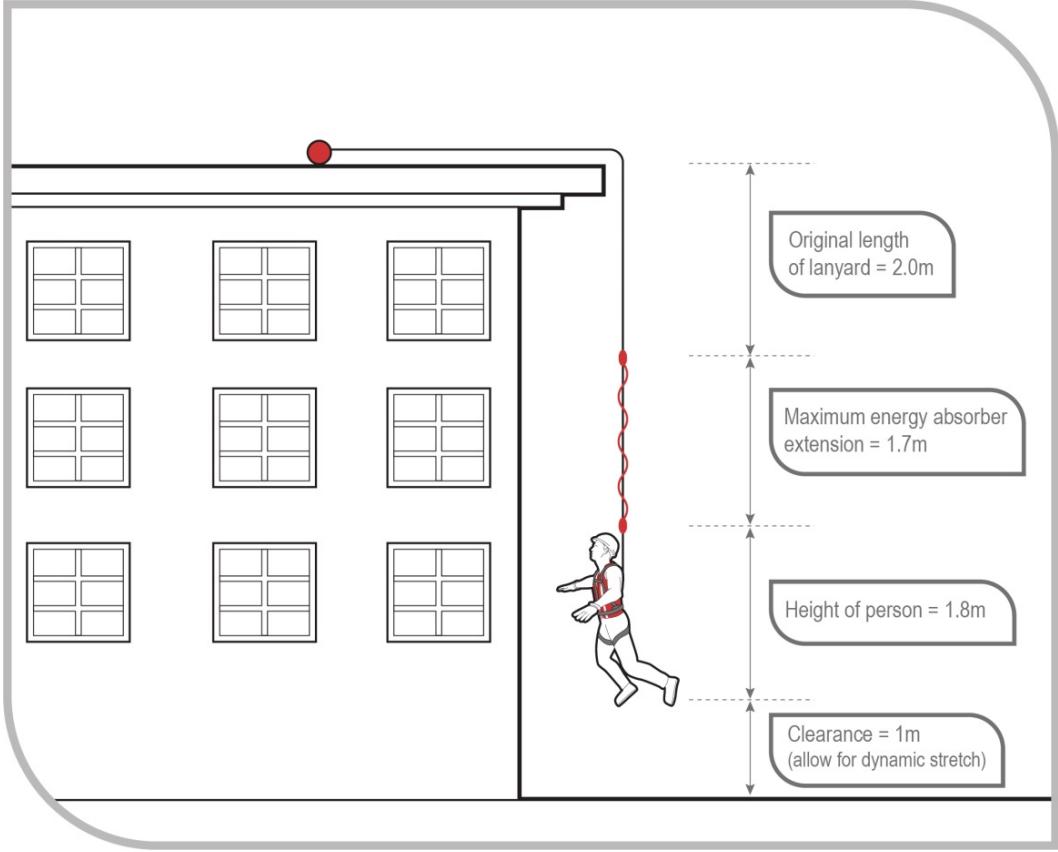 Original length
of lanyard = 2.0m
Maximum energy absorber
extension = 1.7m
Height of person = 1.8m
Clearance = 1m
(allow for dynamic stretch)